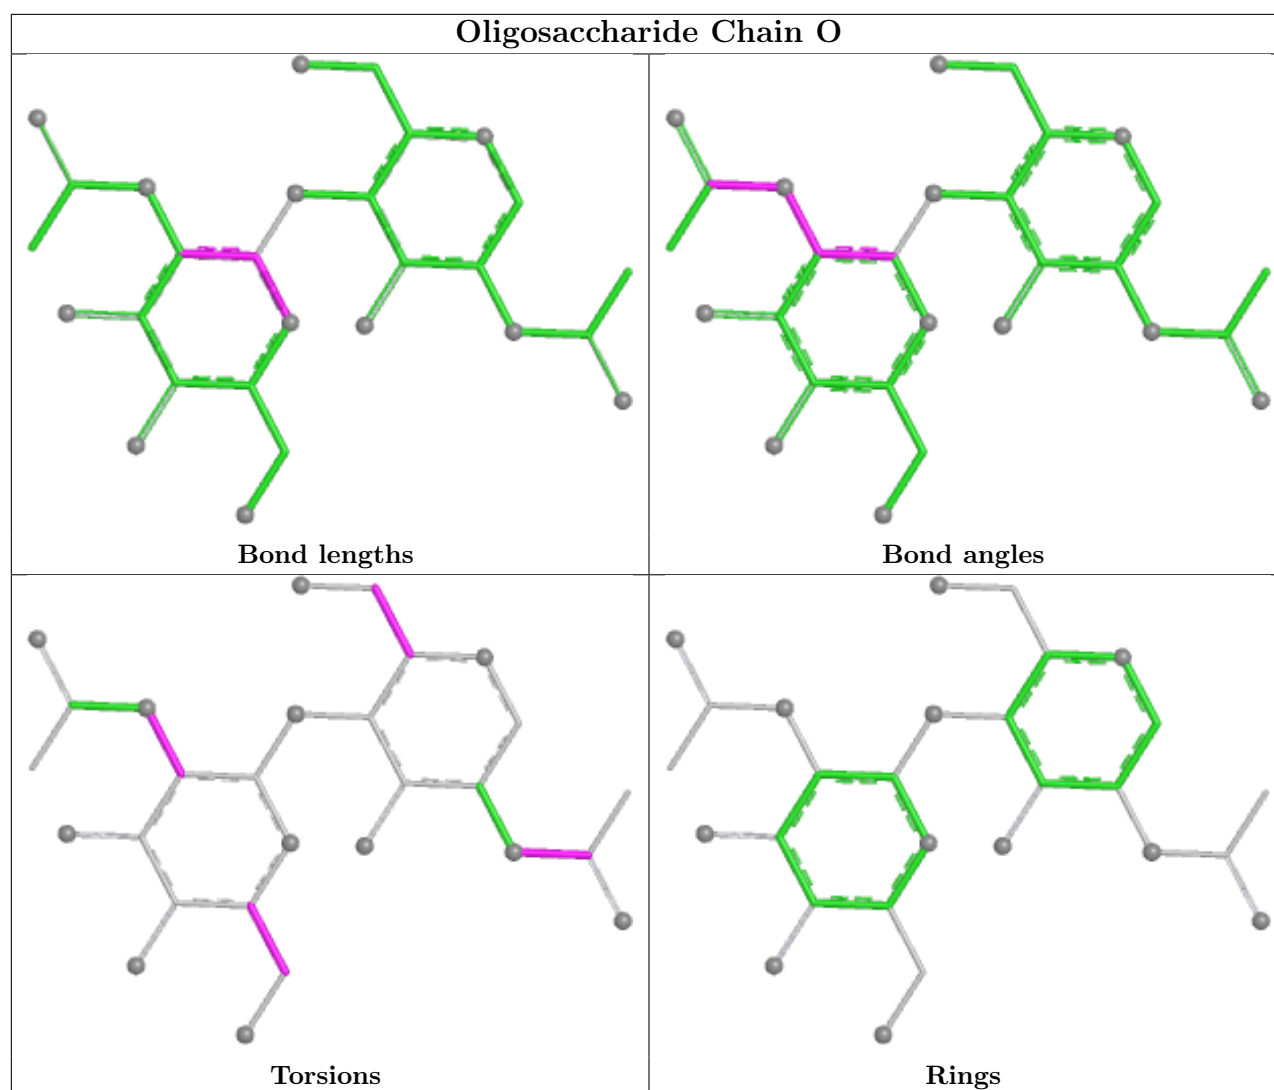 Oligosaccharide Chain O
Bond lengths
Bond angles
Torsions
Rings